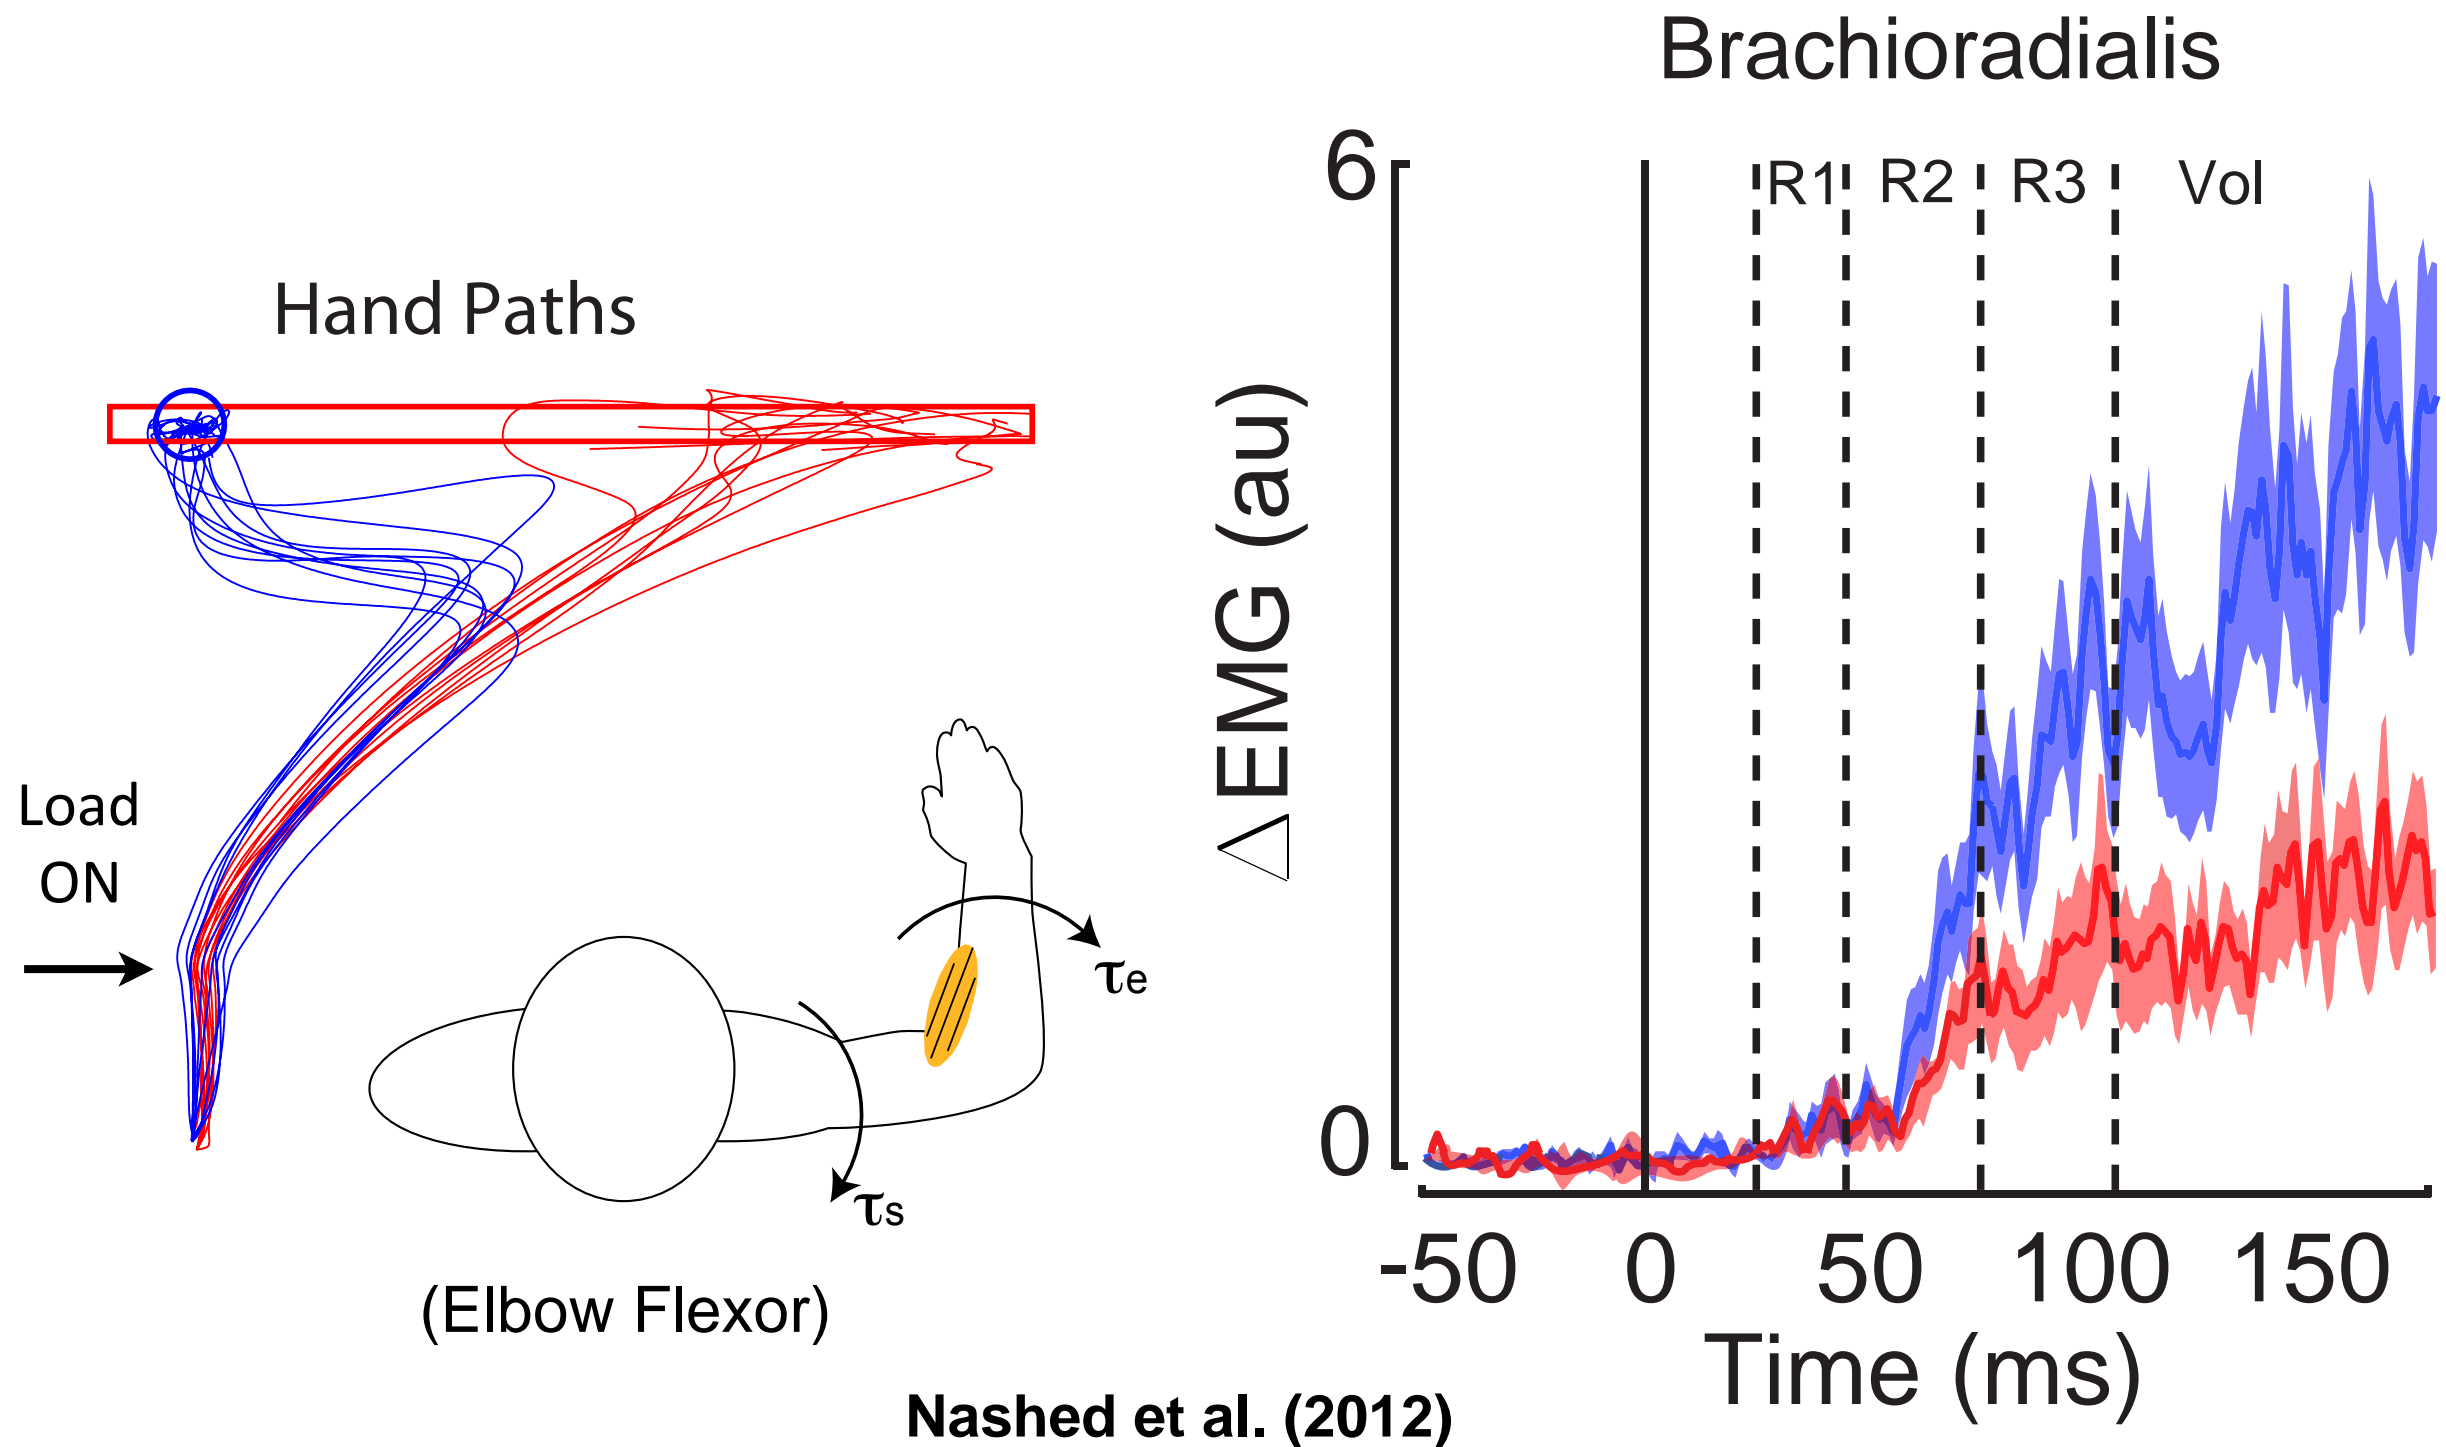 Hand Paths
Load
ON
τe
τs
(Elbow Flexor)
Brachioradialis
6
R1 R2 R3 Vol
△EMG (au)
0
-50 0 50 100 150
Time (ms)
Nashed et al. (2012)